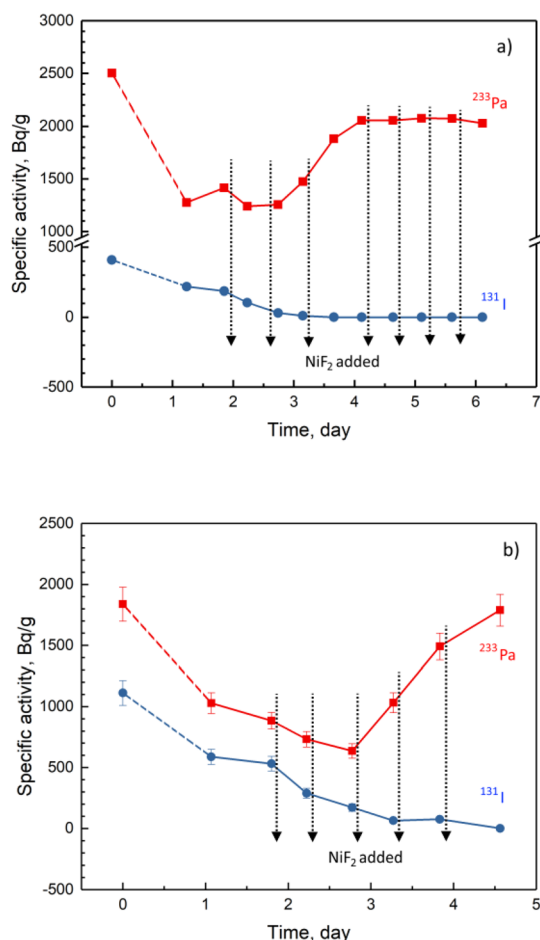 a)
3000
2500
2000
1500
1000
500
0
-500
Specific activity, Bq/g
²³³Pa
¹³¹I
NiF₂ added
0 1 2 3 4 5 6 7
Time, day
b)
2500
2000
1500
1000
500
0
-500
Specific activity, Bq/g
²³³Pa
¹³¹I
NiF₂ added
0 1 2 3 4 5
Time, day